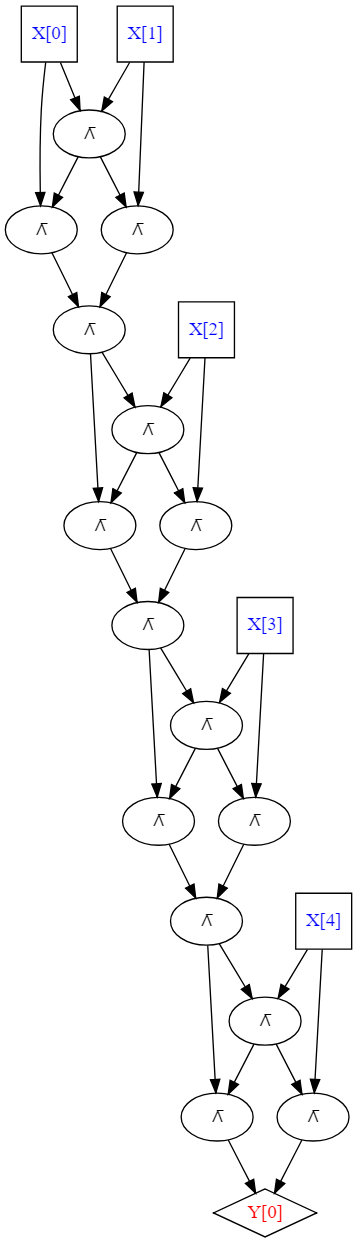 X[0] X[1]
⊼
⊼ ⊼
⊼
X[2]
⊼
⊼ ⊼
⊼
X[3]
⊼
⊼ ⊼
⊼
X[4]
⊼
⊼ ⊼
Y[0]